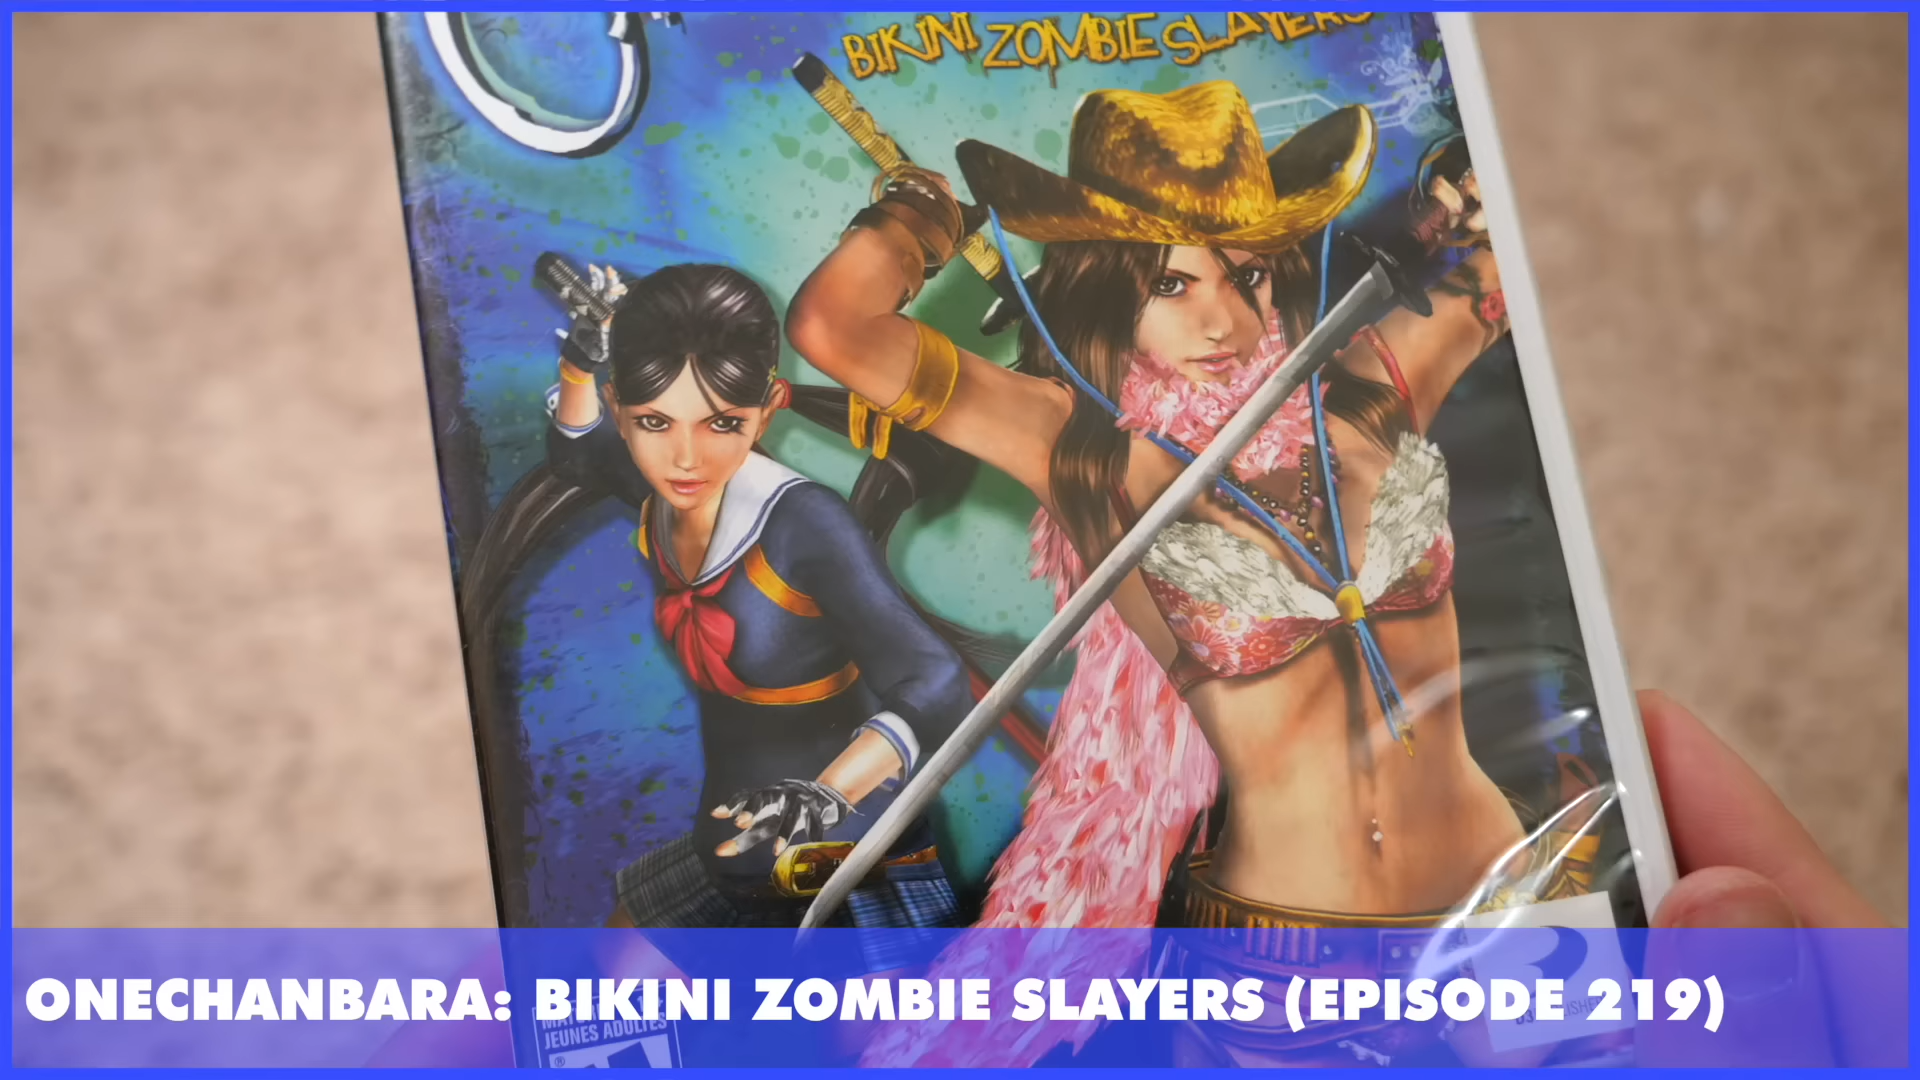 BIKINI ZOMBIE SLAYERS
ONECHANBARA: BIKINI ZOMBIE SLAYERS (EPISODE 219)
JEUNES ADULTES